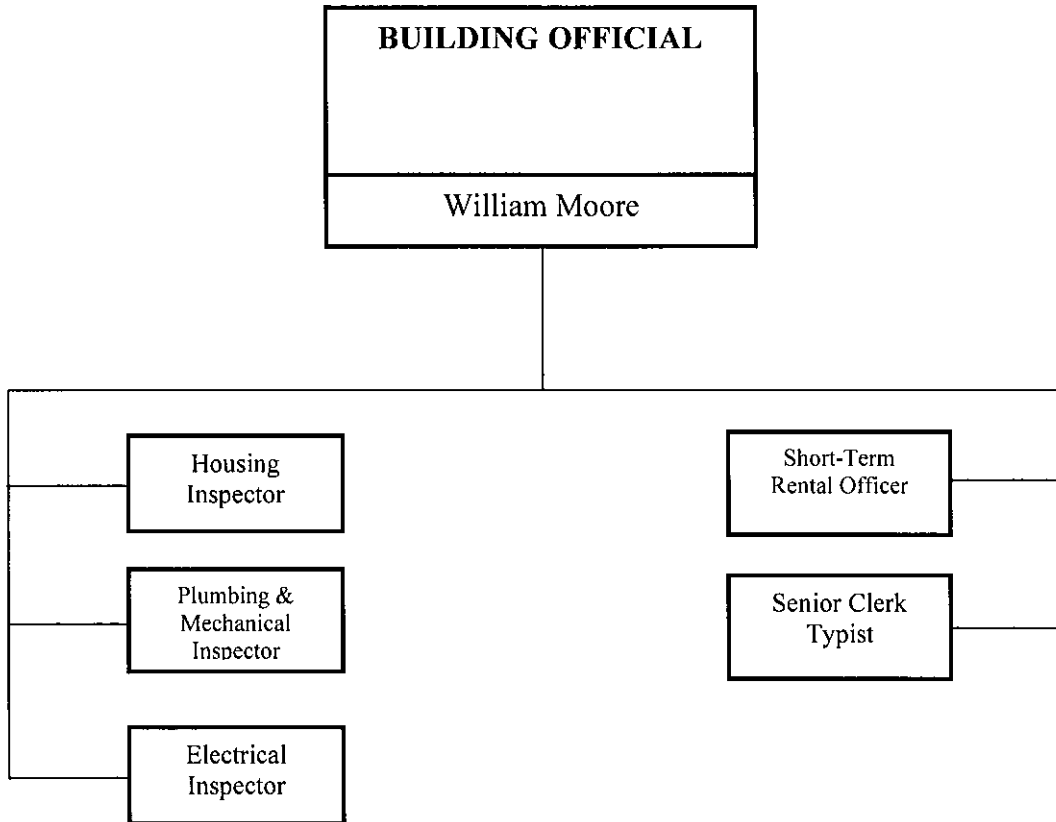 BUILDING OFFICIAL
William Moore
Housing
Inspector
Plumbing &
Mechanical
Inspector
Electrical
Inspector
Short-Term
Rental Officer
Senior Clerk
Typist